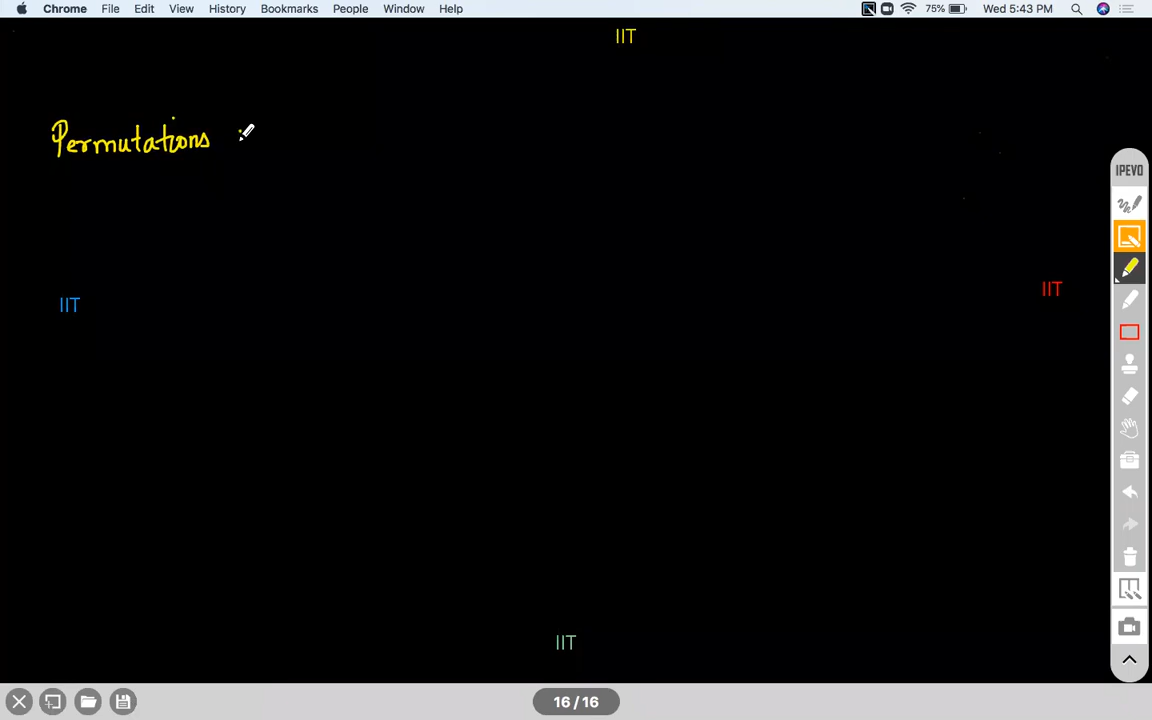 Chrome File Edit View History Bookmarks People Window Help 75% Wed 5:43 PM
IIT
Permutations :
IPEVO
IIT
IIT
IIT
16 / 16